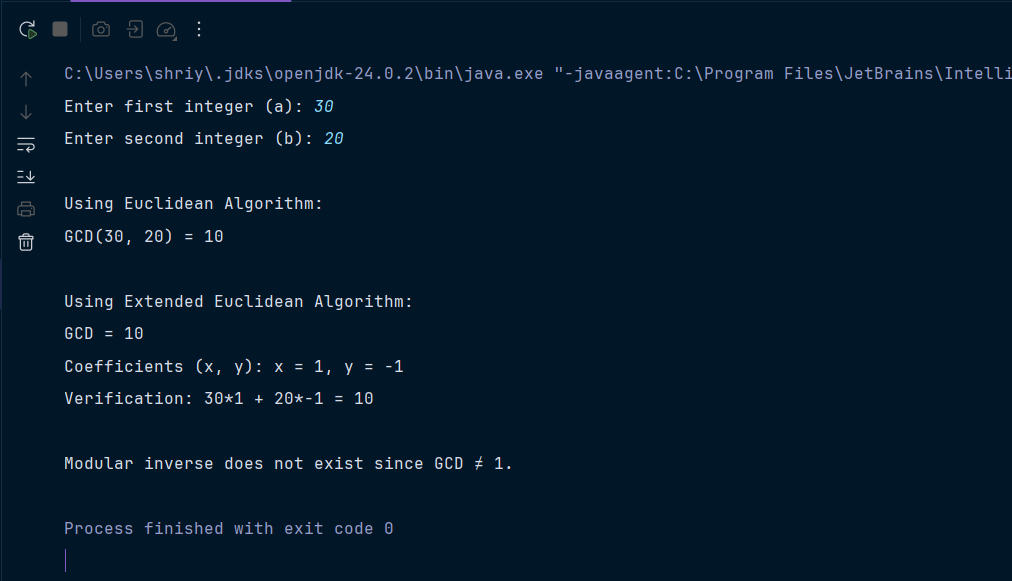 C:\Users\shriy\.jdks\openjdk-24.0.2\bin\java.exe "-javaagent:C:\Program Files\JetBrains\Intelli
Enter first integer (a): 30
Enter second integer (b): 20
Using Euclidean Algorithm:
GCD(30, 20) = 10
Using Extended Euclidean Algorithm:
GCD = 10
Coefficients (x, y): x = 1, y = -1
Verification: 30*1 + 20*-1 = 10
Modular inverse does not exist since GCD ≠ 1.
Process finished with exit code 0